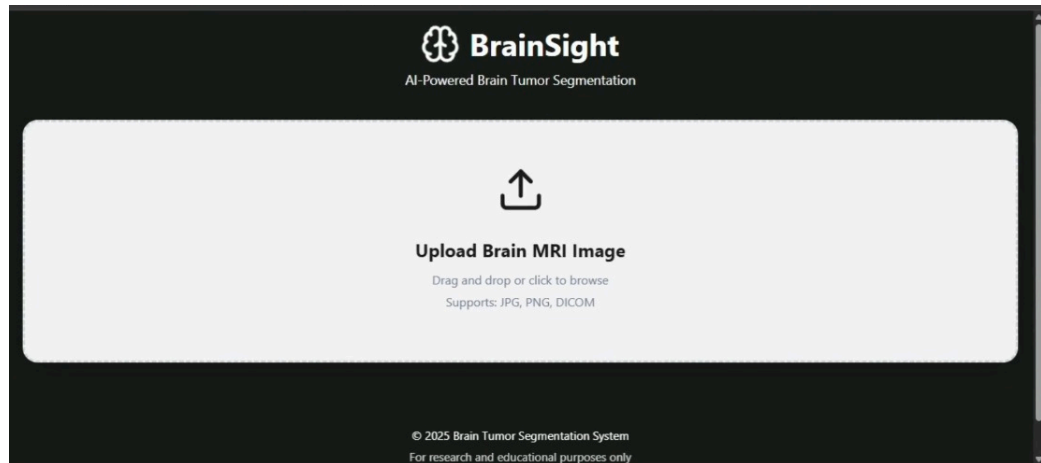 BrainSight
AI-Powered Brain Tumor Segmentation
Upload Brain MRI Image
Drag and drop or click to browse
Supports: JPG, PNG, DICOM
© 2025 Brain Tumor Segmentation System
For research and educational purposes only